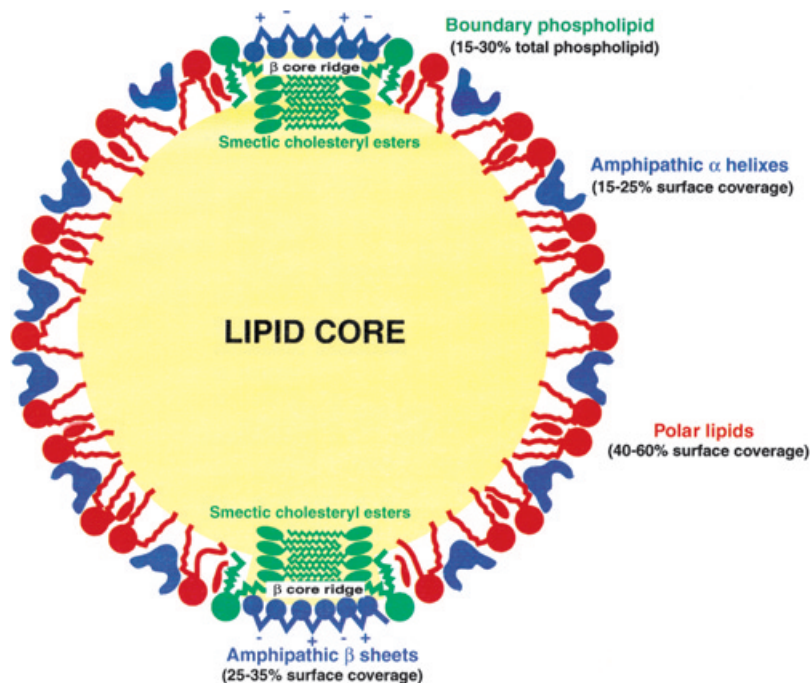 + - + -
Boundary phospholipid
(15-30% total phospholipid)
β core ridge
Smectic cholesteryl esters
Amphipathic α helixes
(15-25% surface coverage)
LIPID CORE
Polar lipids
(40-60% surface coverage)
Smectic cholesteryl esters
β core ridge
- + - +
Amphipathic β sheets
(25-35% surface coverage)